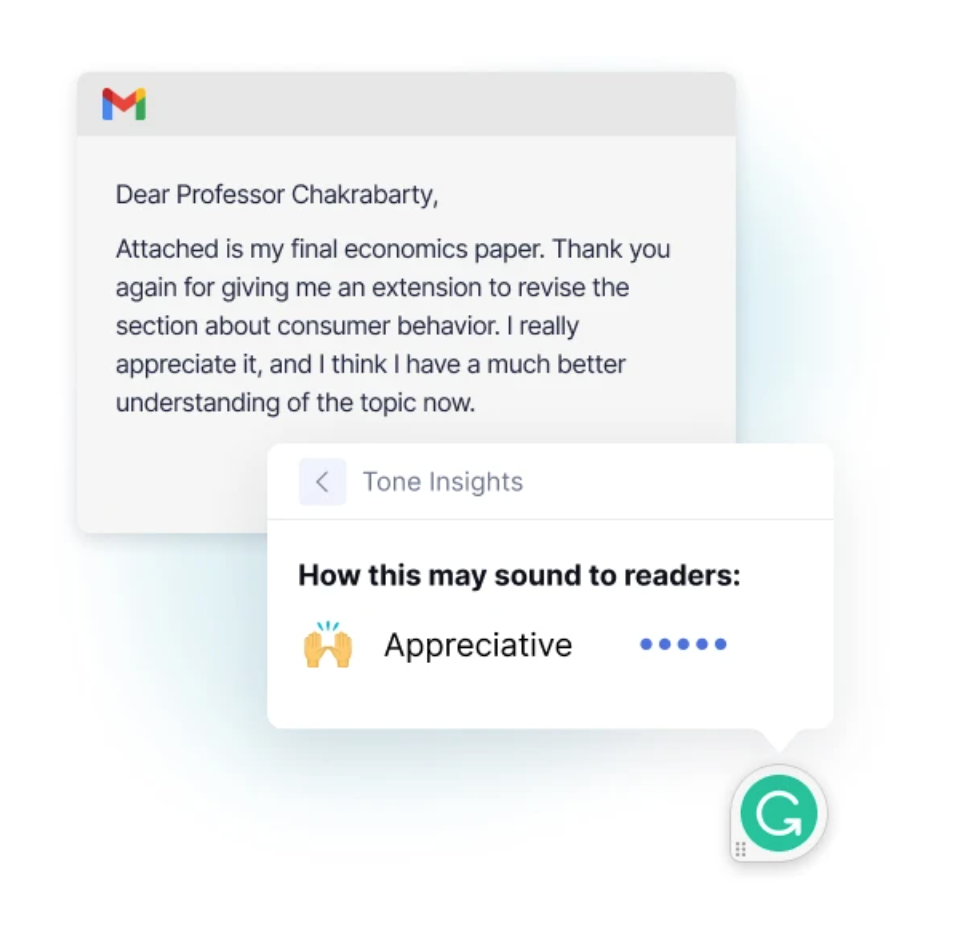 Dear Professor Chakrabarty,
Attached is my final economics paper. Thank you
again for giving me an extension to revise the
section about consumer behavior. I really
appreciate it, and I think I have a much better
understanding of the topic now.
Tone Insights
How this may sound to readers:
Appreciative